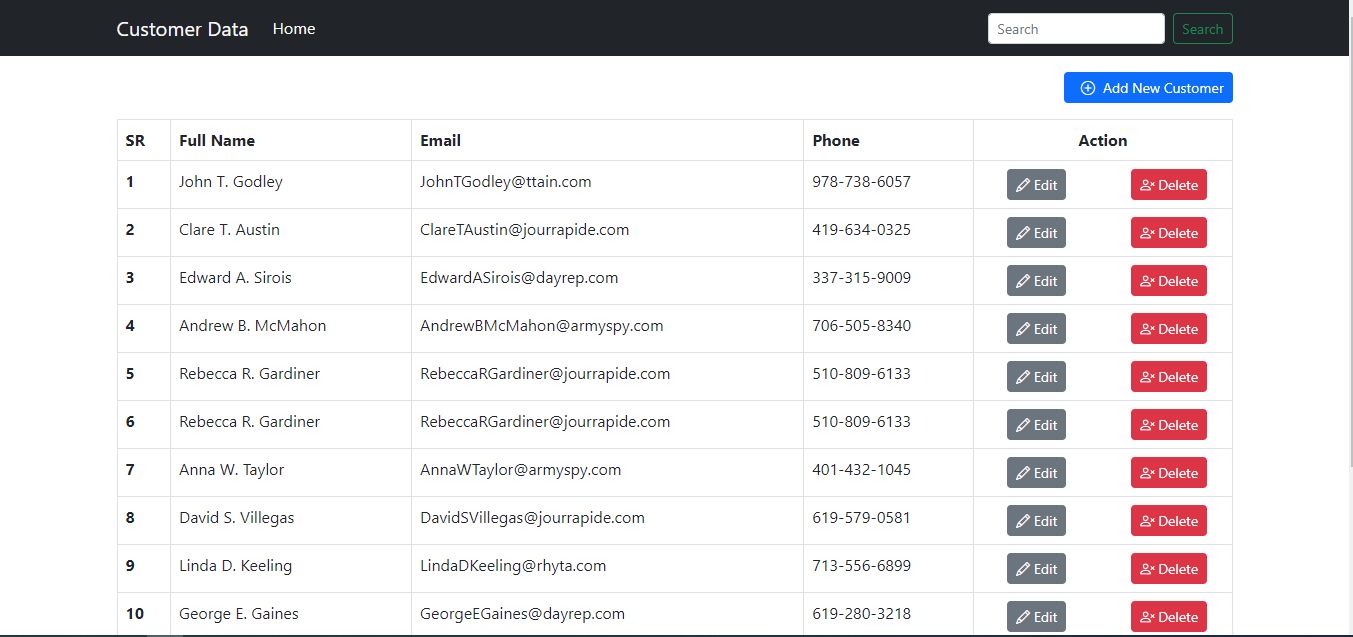 Customer Data Home Search Search
Add New Customer
SR Full Name Email Phone Action
1 John T. Godley JohnTGodley@ttain.com 978-738-6057 Edit Delete
2 Clare T. Austin ClareTAustin@jourrapide.com 419-634-0325 Edit Delete
3 Edward A. Sirois EdwardASirois@dayrep.com 337-315-9009 Edit Delete
4 Andrew B. McMahon AndrewBMcMahon@armyspy.com 706-505-8340 Edit Delete
5 Rebecca R. Gardiner RebeccaRGardiner@jourrapide.com 510-809-6133 Edit Delete
6 Rebecca R. Gardiner RebeccaRGardiner@jourrapide.com 510-809-6133 Edit Delete
7 Anna W. Taylor AnnaWTaylor@armyspy.com 401-432-1045 Edit Delete
8 David S. Villegas DavidSVillegas@jourrapide.com 619-579-0581 Edit Delete
9 Linda D. Keeling LindaDKeeling@rhyta.com 713-556-6899 Edit Delete
10 George E. Gaines GeorgeEGaines@dayrep.com 619-280-3218 Edit Delete